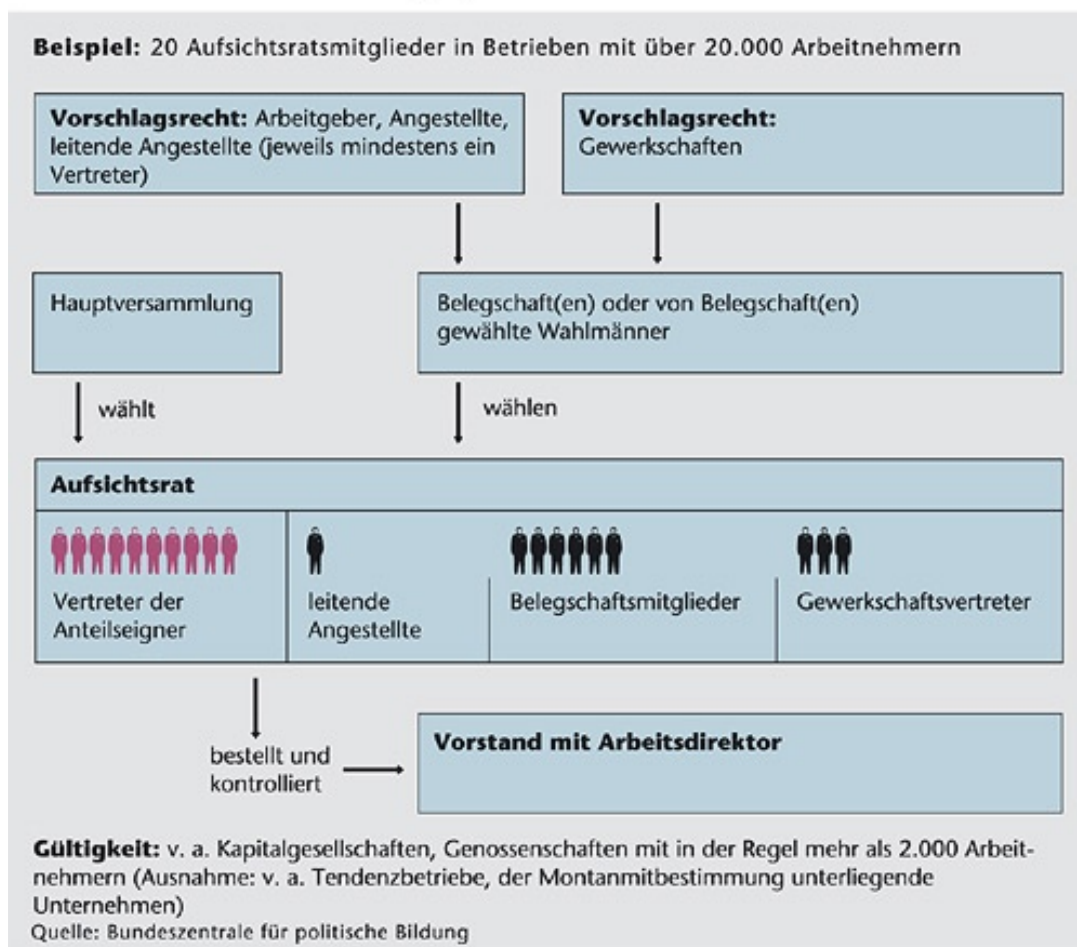 Beispiel: 20 Aufsichtsratsmitglieder in Betrieben mit über 20.000 Arbeitnehmern
Vorschlagsrecht: Arbeitgeber, Angestellte,
leitende Angestellte (jeweils mindestens ein
Vertreter)
Vorschlagsrecht:
Gewerkschaften
Hauptversammlung
Belegschaft(en) oder von Belegschaft(en)
gewählte Wahlmänner
wählt
wählen
Aufsichtsrat
Vertreter der
Anteilseigner
leitende
Angestellte
Belegschaftsmitglieder
Gewerkschaftsvertreter
bestellt und
kontrolliert
Vorstand mit Arbeitsdirektor
Gültigkeit: v. a. Kapitalgesellschaften, Genossenschaften mit in der Regel mehr als 2.000 Arbeit-
nehmern (Ausnahme: v. a. Tendenzbetriebe, der Montanmitbestimmung unterliegende
Unternehmen)
Quelle: Bundeszentrale für politische Bildung